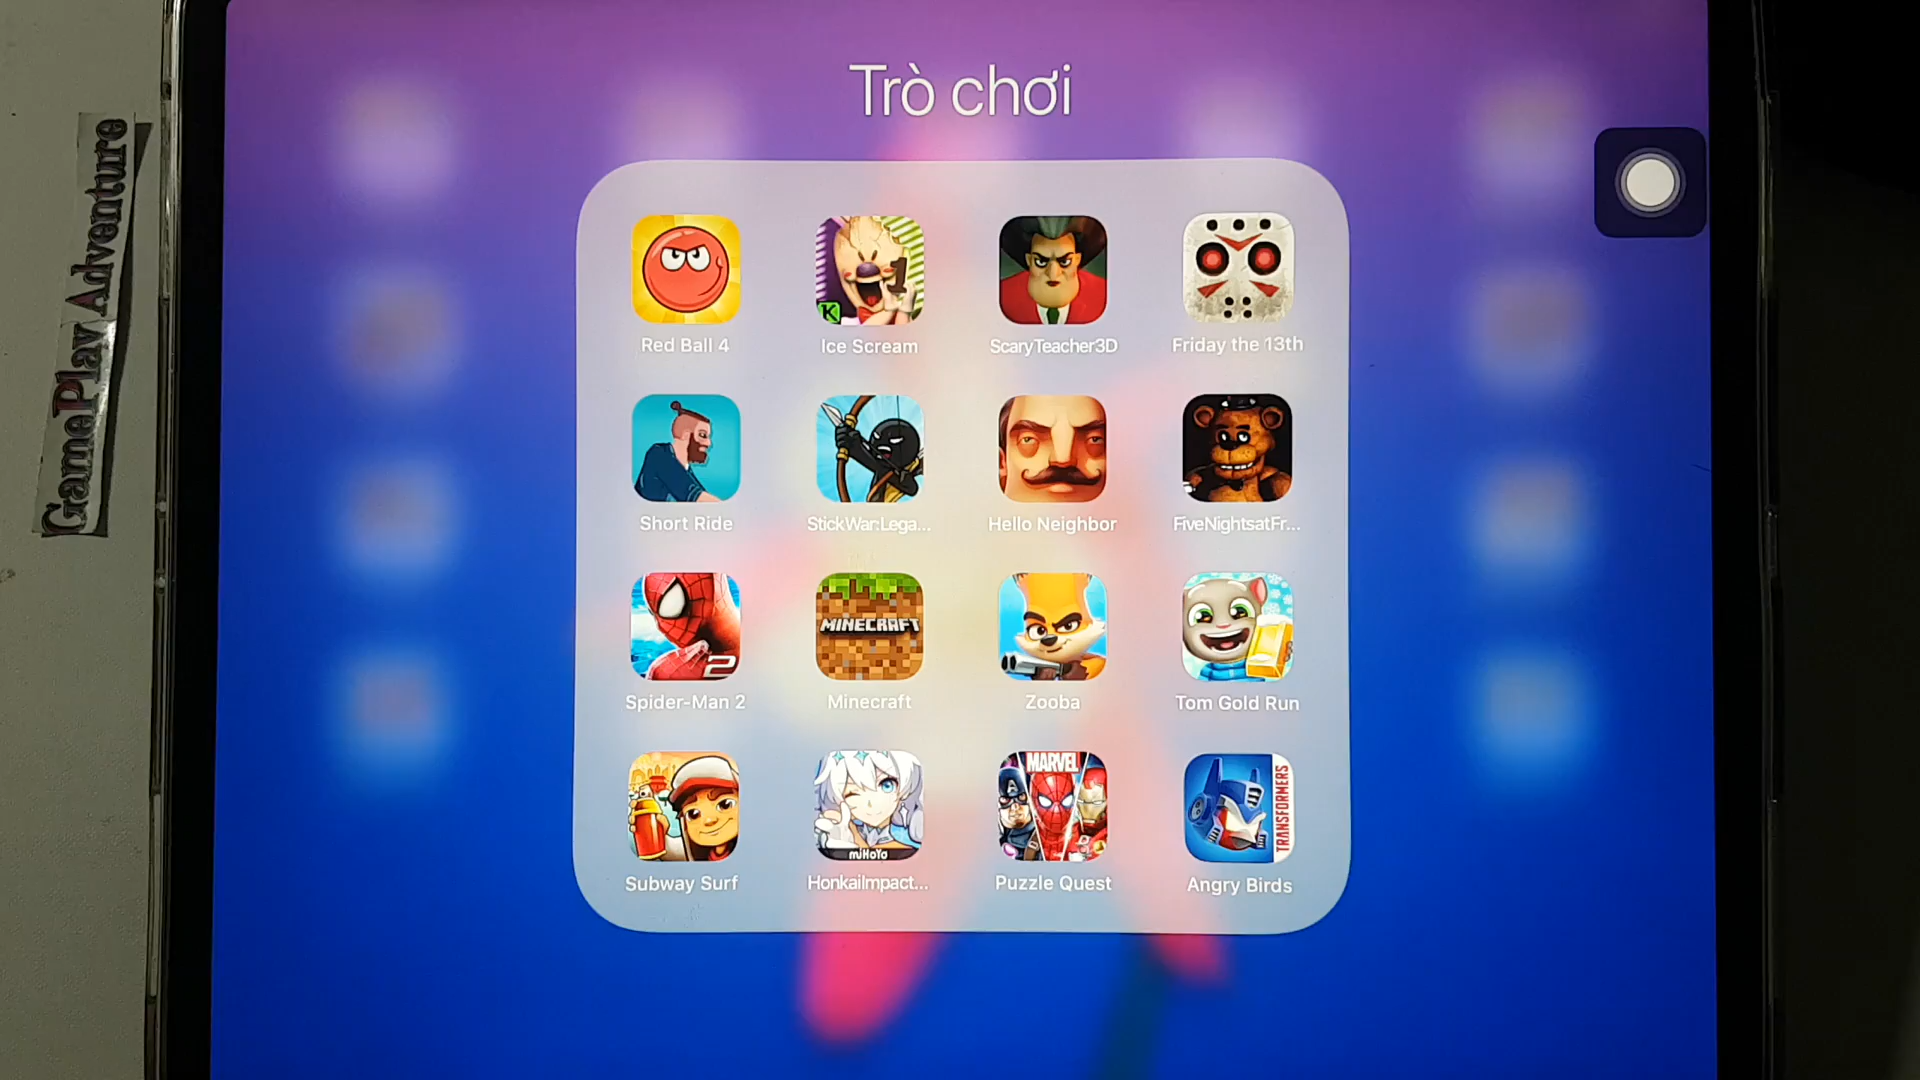 GamePlay Adventure
Trò chơi
1
K
Red Ball 4
Ice Scream
ScaryTeacher3D
Friday the 13th
Short Ride
StickWar:Lega...
Hello Neighbor
FiveNightsatFr...
2
MINECRAFT
Spider-Man 2
Minecraft
Zooba
Tom Gold Run
miHoYo
MARVEL
TRANSFORMERS
Subway Surf
HonkaiImpact...
Puzzle Quest
Angry Birds